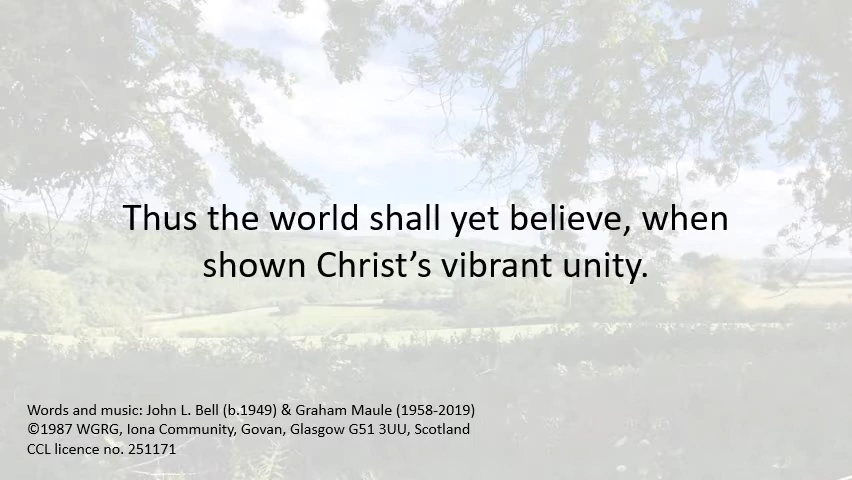 Thus the world shall yet believe, when
shown Christ’s vibrant unity.
Words and music: John L. Bell (b.1949) & Graham Maule (1958-2019)
©1987 WGRG, Iona Community, Govan, Glasgow G51 3UU, Scotland
CCL licence no. 251171